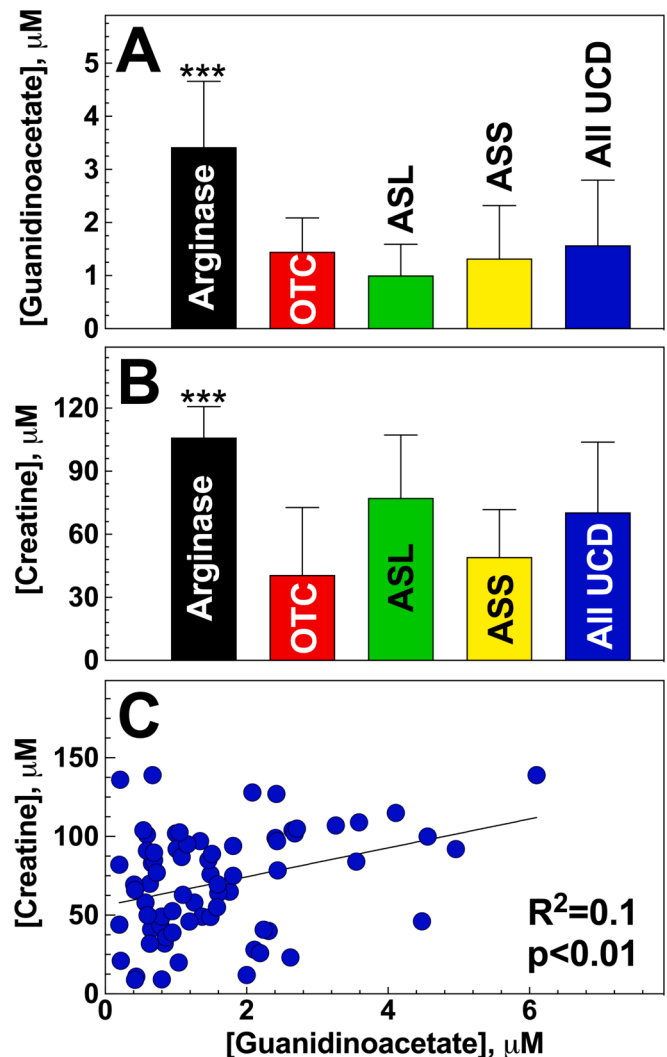 A
[Guanidinoacetate], μM
5
4
3
2
1
0
***
Arginase
OTC
ASL
ASS
All UCD
B
[Creatine], μM
120
90
60
30
0
***
Arginase
OTC
ASL
ASS
All UCD
C
[Creatine], μM
150
100
50
0
R²=0.1
p<0.01
0 2 4 6
[Guanidinoacetate], μM